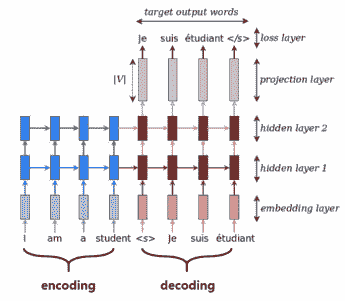 target output words
Je suis étudiant </s>
loss layer
|V|
projection layer
hidden layer 2
hidden layer 1
embedding layer
I am a student <s> Je suis étudiant
encoding decoding